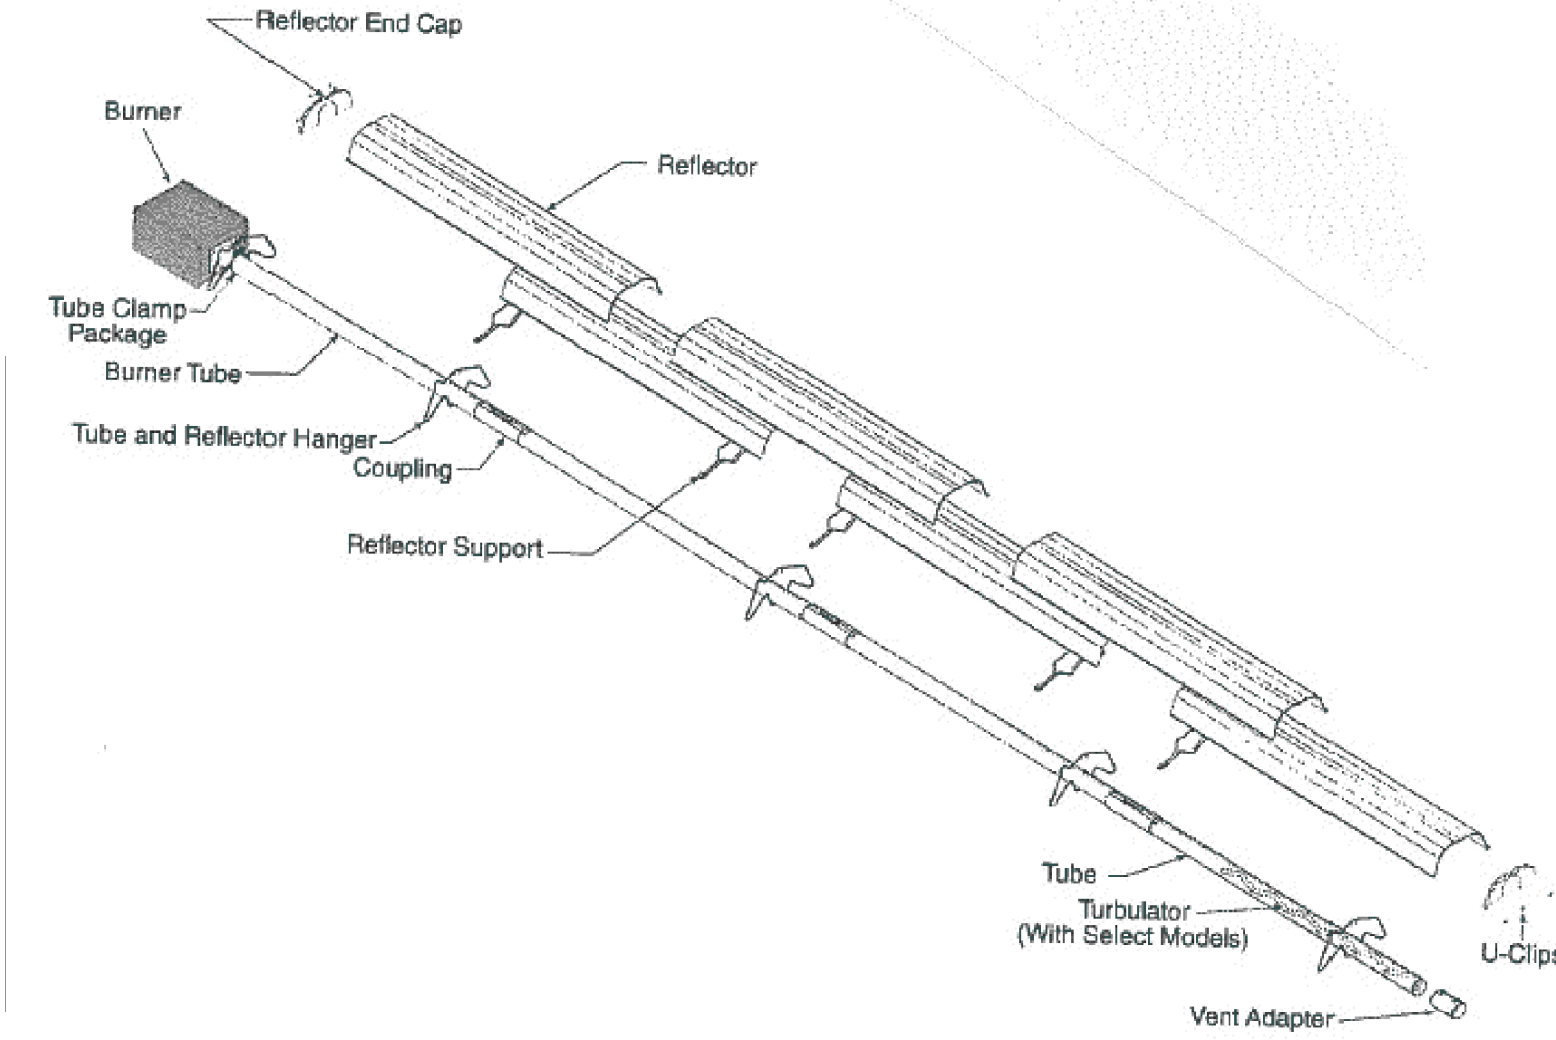 Reflector End Cap
Burner
Reflector
Tube Clamp
Package
Burner Tube
Tube and Reflector Hanger
Coupling
Reflector Support
Tube
Turbulator
(With Select Models)
U-Clips
Vent Adapter